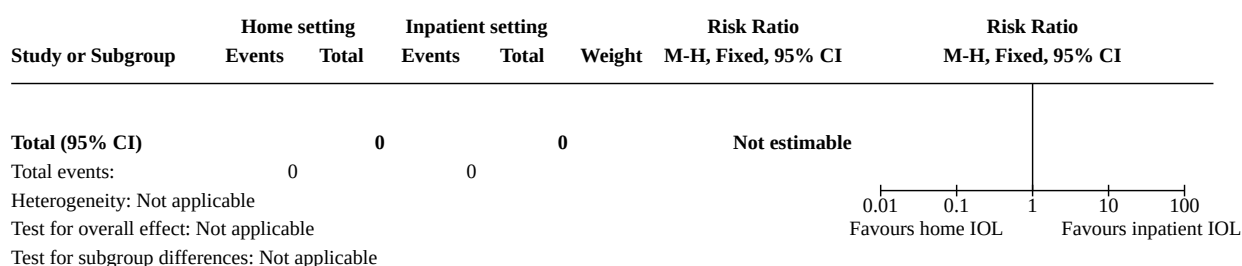 Home setting Inpatient setting Risk Ratio Risk Ratio
Study or Subgroup Events Total Events Total Weight M-H, Fixed, 95% CI M-H, Fixed, 95% CI
Total (95% CI) 0 0 Not estimable
Total events: 0 0
Heterogeneity: Not applicable
0.01 0.1 1 10 100
Test for overall effect: Not applicable Favours home IOL Favours inpatient IOL
Test for subgroup differences: Not applicable